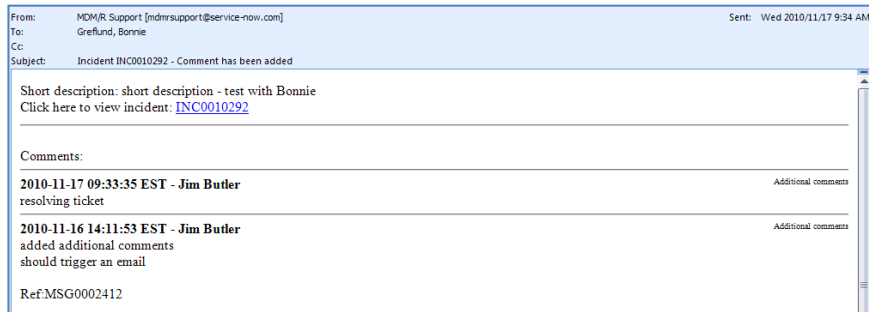 From: MDM/R Support [mdmrsupport@service-now.com] Sent: Wed 2010/11/17 9:34 AM
To: Greflund, Bonnie
Cc:
Subject: Incident INC0010292 - Comment has been added
Short description: short description - test with Bonnie
Click here to view incident: INC0010292
Comments:
2010-11-17 09:33:35 EST - Jim Butler Additional comments
resolving ticket
2010-11-16 14:11:53 EST - Jim Butler Additional comments
added additional comments
should trigger an email
Ref:MSG0002412